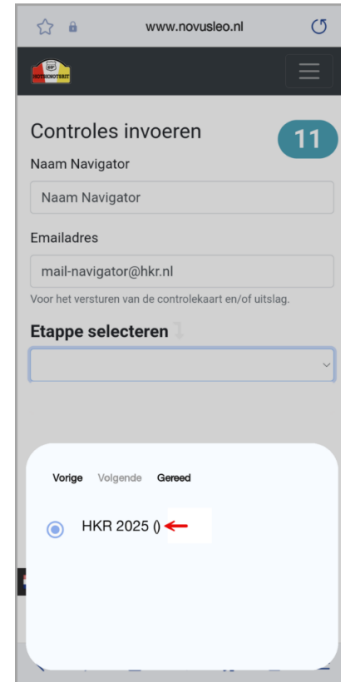 www.novusleo.nl
Controles invoeren
11
Naam Navigator
Naam Navigator
Emailadres
mail-navigator@hkr.nl
Voor het versturen van de controlekaart en/of uitslag.
Etappe selecteren
Vorige Volgende Gereed
HKR 2025 ()